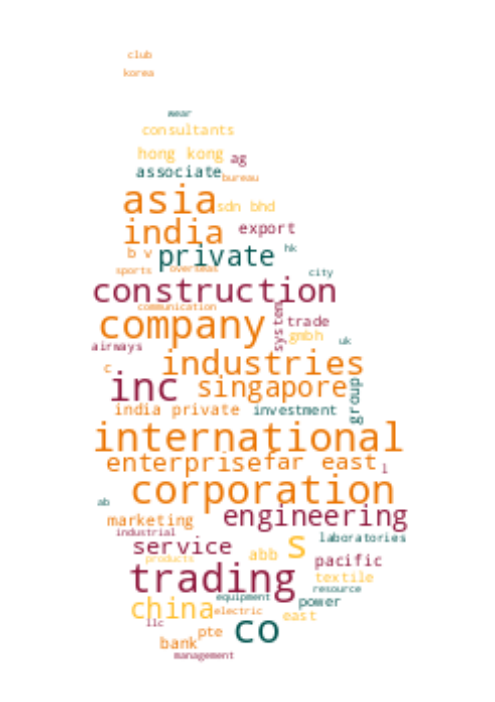 club
korea
wear
consultants
hong kong ag
associate bureau
asia sdn bhd
india export
b v private hk
sports overseas city
construction
communication
company system trade
gmbh uk
airways
industries
c
inc singapore group
india private investment
international
enterprise far east l
corporation
ab
marketing engineering
industrial laboratories
service abb s
products pacific
trading textile
resource
equipment power
china electric east
llc co
pte
bank
management